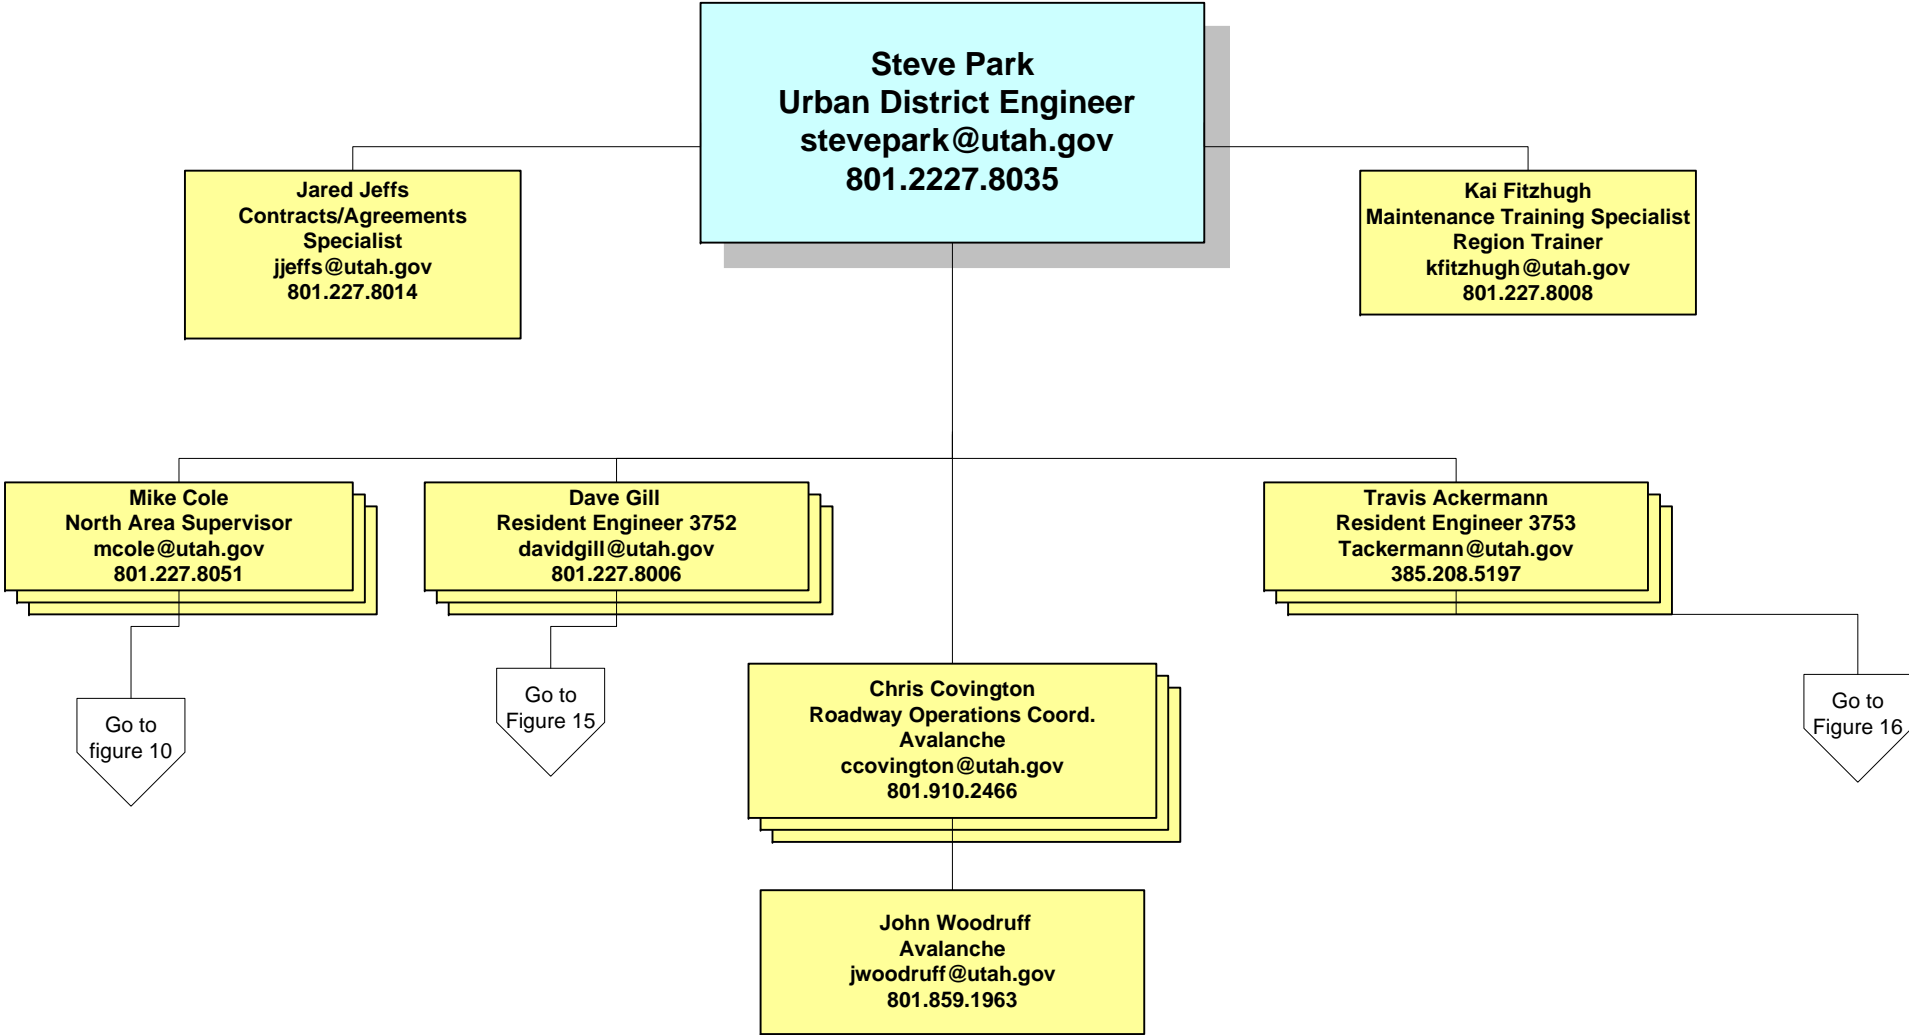 Steve Park
Urban District Engineer
stevepark@utah.gov
801.2227.8035
Jared Jeffs
Contracts/Agreements
Specialist
jjeffs@utah.gov
801.227.8014
Kai Fitzhugh
Maintenance Training Specialist
Region Trainer
kfitzhugh@utah.gov
801.227.8008
Mike Cole
North Area Supervisor
mcole@utah.gov
801.227.8051
Dave Gill
Resident Engineer 3752
davidgill@utah.gov
801.227.8006
Travis Ackermann
Resident Engineer 3753
Tackermann@utah.gov
385.208.5197
Go to
figure 10
Go to
Figure 15
Chris Covington
Roadway Operations Coord.
Avalanche
ccovington@utah.gov
801.910.2466
Go to
Figure 16
John Woodruff
Avalanche
jwoodruff@utah.gov
801.859.1963